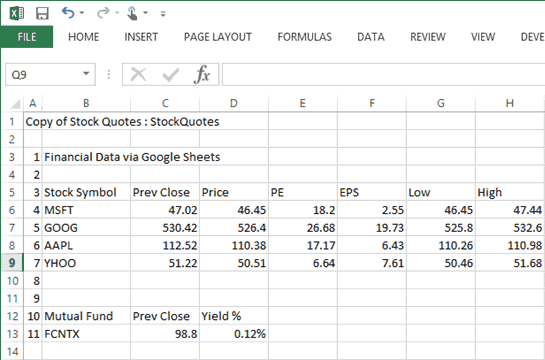 FILE HOME INSERT PAGE LAYOUT FORMULAS DATA REVIEW VIEW DEVE
Q9 fx
A B C D E F G H
1 Copy of Stock Quotes : StockQuotes
2
3 1 Financial Data via Google Sheets
4 2
5 3 Stock Symbol Prev Close Price PE EPS Low High
6 4 MSFT 47.02 46.45 18.2 2.55 46.45 47.44
7 5 GOOG 530.42 526.4 26.68 19.73 525.8 532.6
8 6 AAPL 112.52 110.38 17.17 6.43 110.26 110.98
9 7 YHOO 51.22 50.51 6.64 7.61 50.46 51.68
10 8
11 9
12 10 Mutual Fund Prev Close Yield %
13 11 FCNTX 98.8 0.12%
14